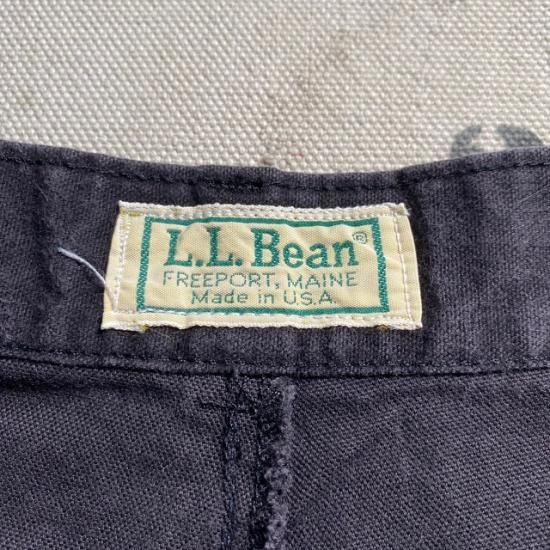 L.L.Bean®
FREEPORT, MAINE
Made in U.S.A.